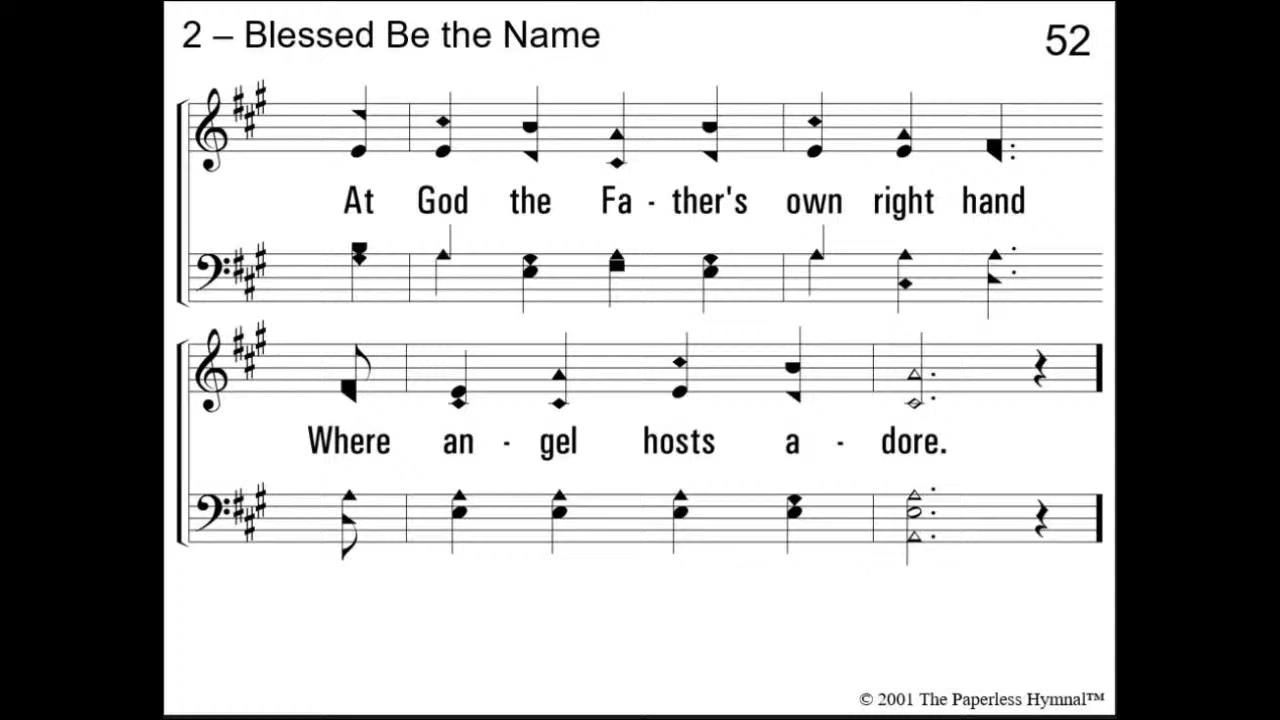 2 – Blessed Be the Name
52
At God the Fa - ther's own right hand
Where an - gel hosts a - dore.
© 2001 The Paperless Hymnal™